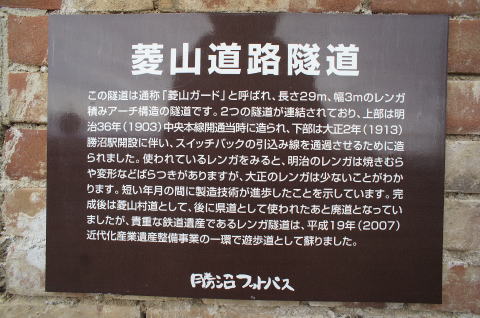 菱山道路隧道
この隧道は通称「菱山ガード」と呼ばれ、長さ29m、幅3mのレンガ
積みアーチ構造の隧道です。2つの隧道が連結されており、上部は明
治36年(1903)中央本線開通当時に造られ、下部は大正2年(1913)
勝沼駅開設に伴い、スイッチバックの引込み線を通過させるために造
られました。使われているレンガをみると、明治のレンガは焼きむら
や変形などばらつきがありますが、大正のレンガは少ないことがわか
ります。短い年月の間に製造技術が進歩したことを示しています。完
成後は菱山村道として、後に県道として使われたあと廃道となってい
ましたが、貴重な鉄道遺産であるレンガ隧道は、平成19年(2007)
近代化産業遺産整備事業の一環で遊歩道として蘇りました。
勝沼フットパス